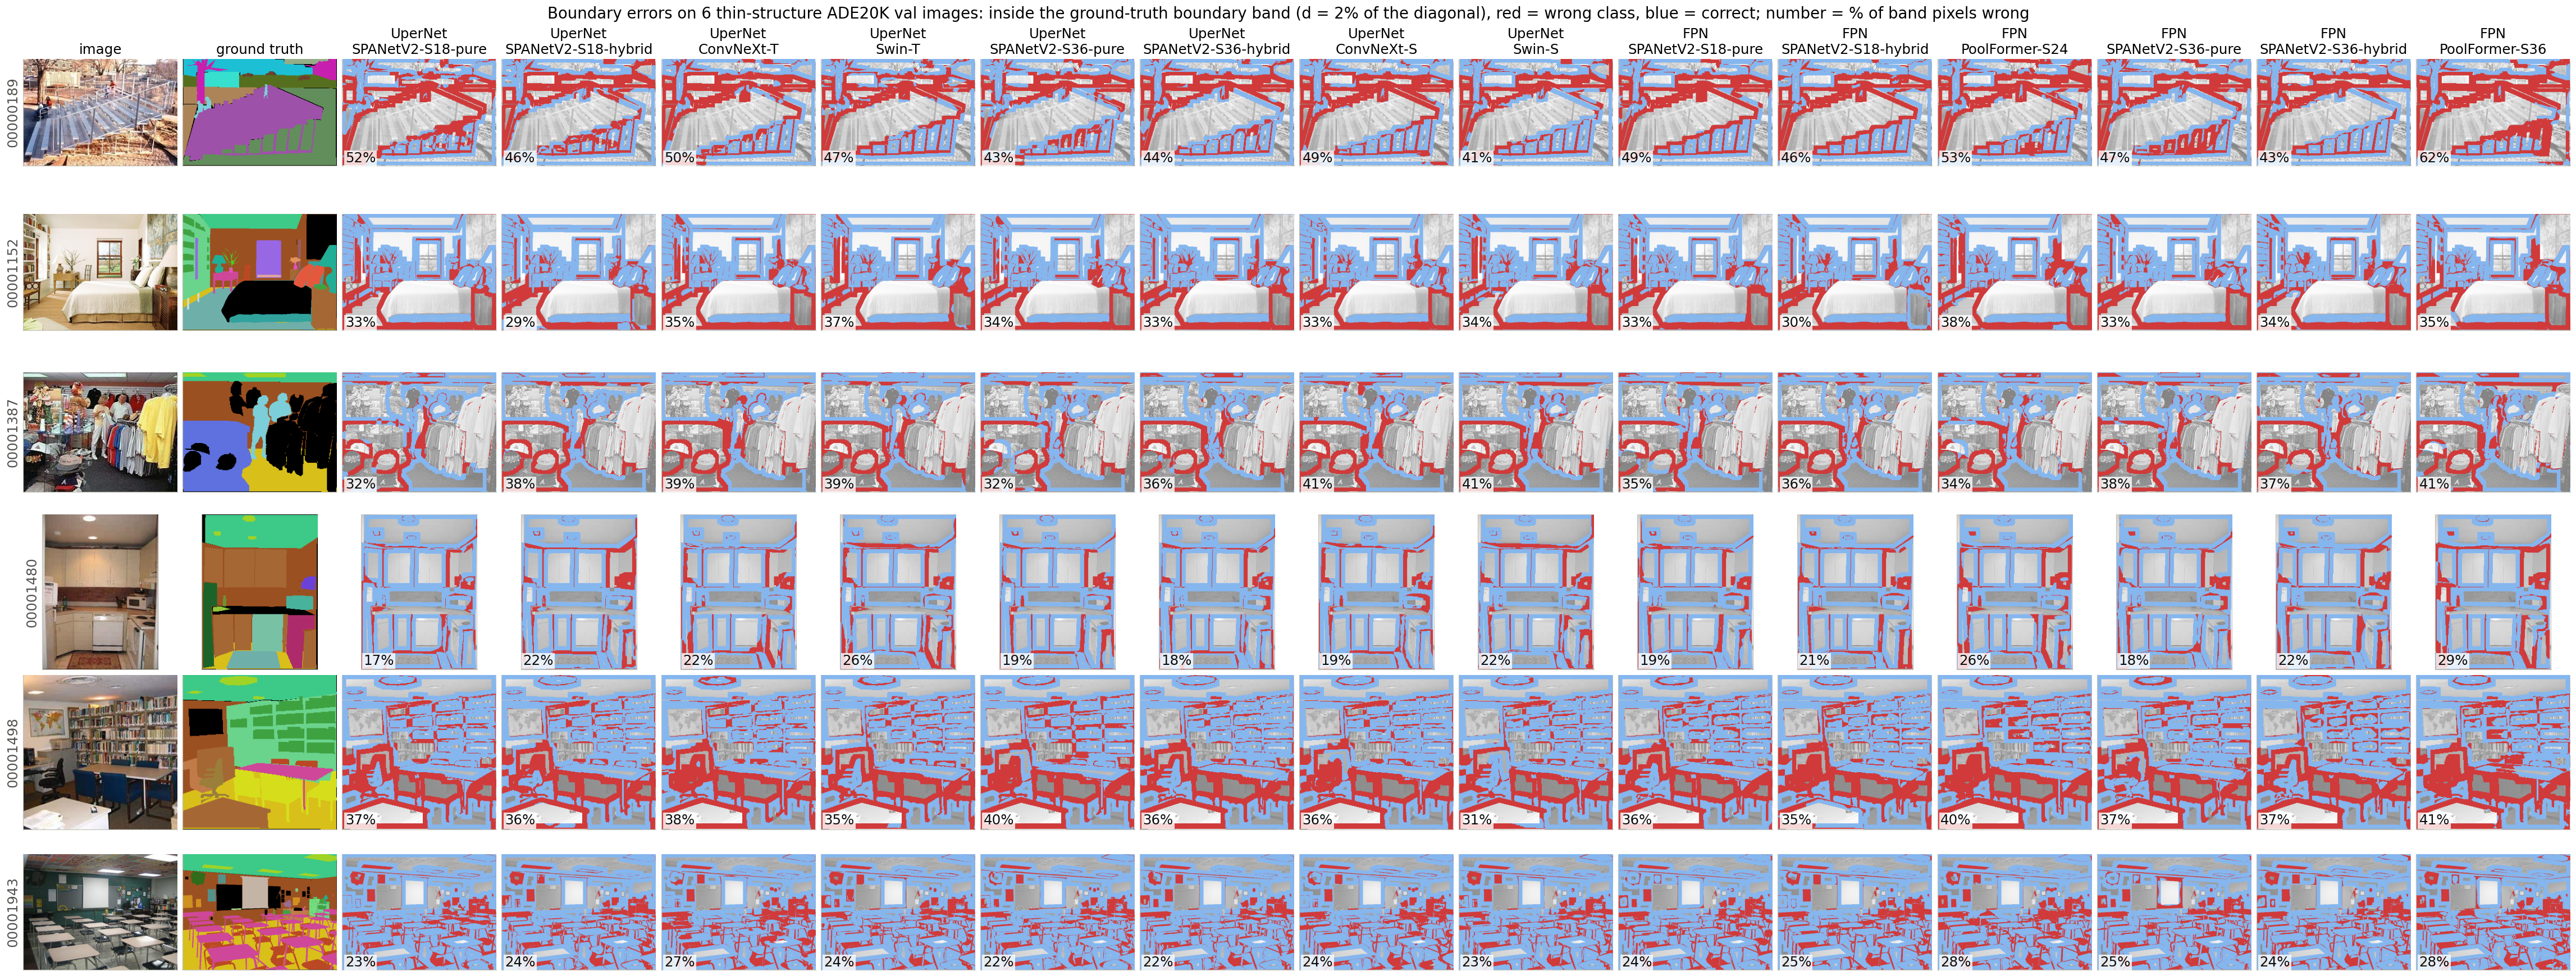 Boundary errors on 6 thin-structure ADE20K val images: inside the ground-truth boundary band (d = 2% of the diagonal), red = wrong class, blue = correct; number = % of band pixels wrong
image
ground truth
UperNet
SPANetV2-S18-pure
UperNet
SPANetV2-S18-hybrid
UperNet
ConvNeXt-T
UperNet
Swin-T
UperNet
SPANetV2-S36-pure
UperNet
SPANetV2-S36-hybrid
UperNet
ConvNeXt-S
UperNet
Swin-S
FPN
SPANetV2-S18-pure
FPN
SPANetV2-S18-hybrid
FPN
PoolFormer-S24
FPN
SPANetV2-S36-pure
FPN
SPANetV2-S36-hybrid
FPN
PoolFormer-S36
00000189
52% 46% 50% 47% 43% 44% 49% 41% 49% 46% 53% 47% 43% 62%
00001152
33% 29% 35% 37% 34% 33% 33% 34% 33% 30% 38% 33% 34% 35%
00001387
32% 38% 39% 39% 32% 36% 41% 41% 35% 36% 34% 38% 37% 41%
00001480
17% 22% 22% 26% 19% 18% 19% 22% 19% 21% 26% 18% 22% 29%
00001498
37% 36% 38% 35% 40% 36% 36% 31% 36% 35% 40% 37% 37% 41%
00001943
23% 24% 27% 24% 22% 22% 24% 23% 24% 25% 28% 25% 24% 28%